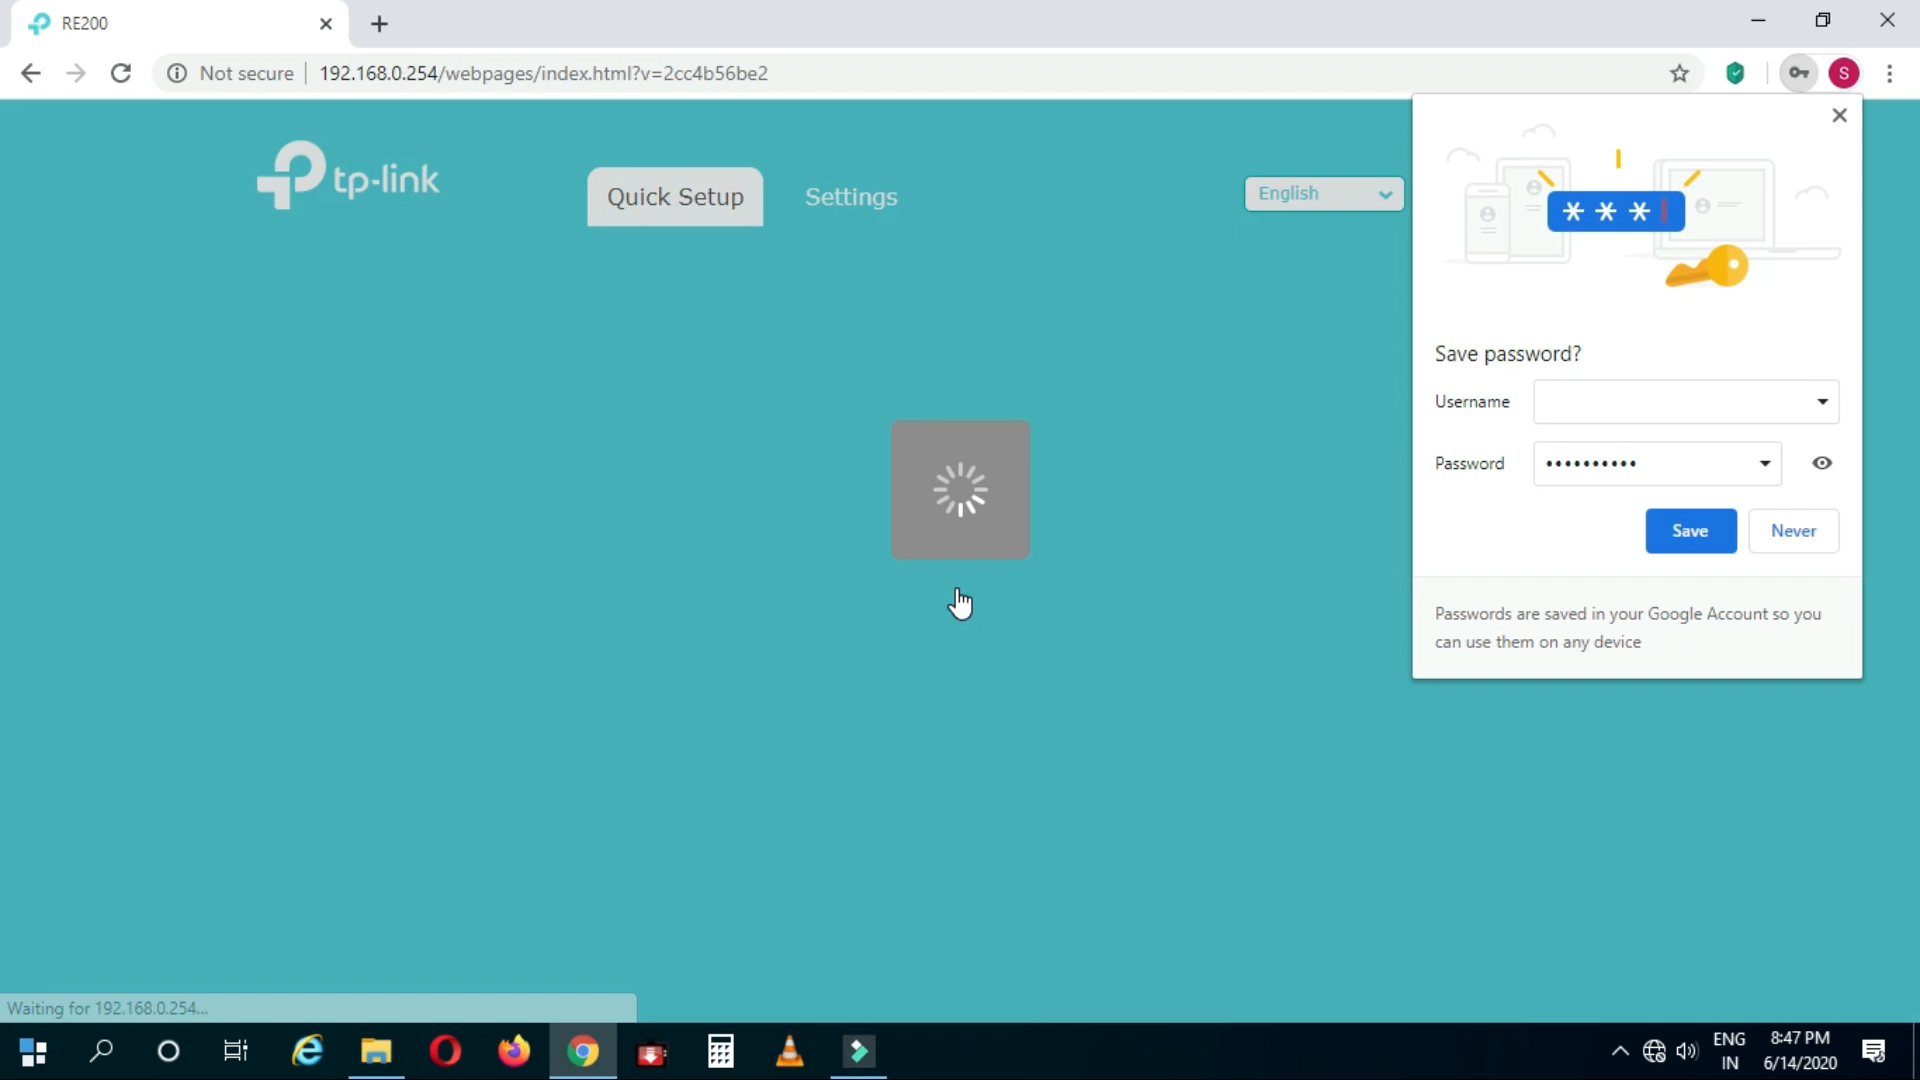 RE200
Not secure
192.168.0.254/webpages/index.html?v=2cc4b56be2
S
tp-link
Quick Setup
Settings
English
* * *
Save password?
Username
Password
••••••••••
Save
Never
Passwords are saved in your Google Account so you
can use them on any device
Waiting for 192.168.0.254...
ENG
IN
8:47 PM
6/14/2020